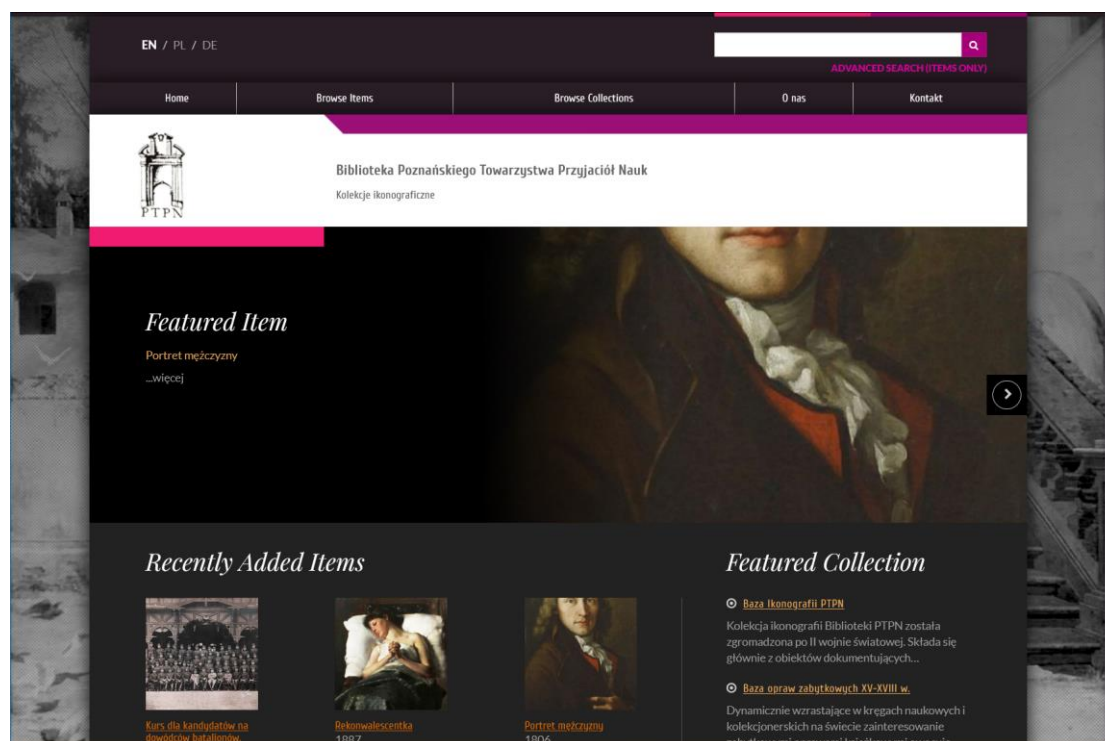 EN / PL / DE
ADVANCED SEARCH (ITEMS ONLY)
Home Browse Items Browse Collections O nas Kontakt
PTPN
Biblioteka Poznańskiego Towarzystwa Przyjaciół Nauk
Kolekcje ikonograficzne
Featured Item
Portret mężczyzny
...więcej
Recently Added Items
Kurs dla kandydatów na
dowódców batalionów,
Rekonwalescentka
1887
Portret mężczyzny
1806
Featured Collection
Baza Ikonografii PTPN
Kolekcja ikonografii Biblioteki PTPN została
zgromadzona po II wojnie światowej. Składa się
głównie z obiektów dokumentujących...
Baza opraw zabytkowych XV-XVIII w.
Dynamicznie wzrastające w kręgach naukowych i
kolekcjonerskich na świecie zainteresowanie